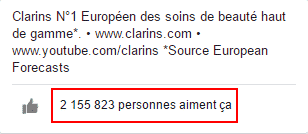 Clarins N°1 Européen des soins de beauté haut
de gamme*. • www.clarins.com •
www.youtube.com/clarins *Source European
Forecasts
2 155 823 personnes aiment ça